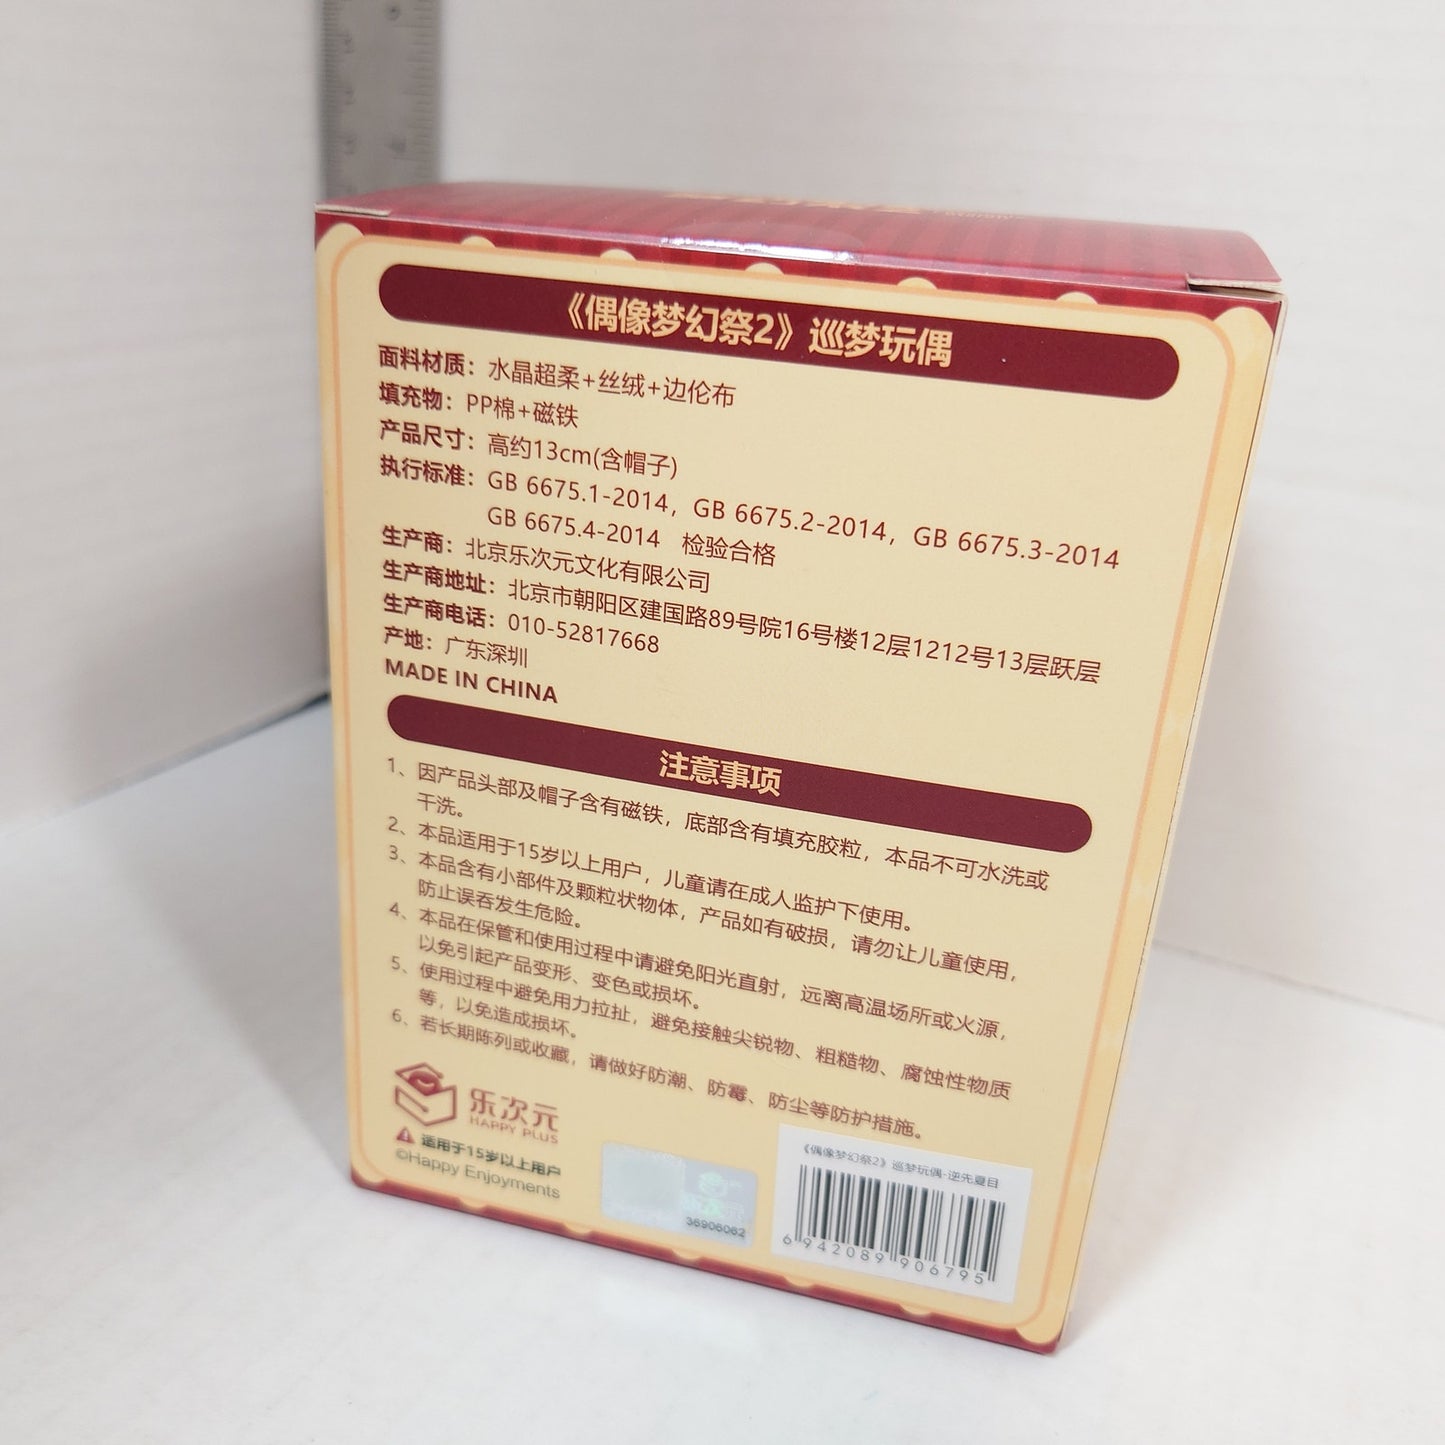 《偶像梦幻祭2》巡梦玩偶
面料材质：水晶超柔+丝绒+边伦布
填充物：PP棉+磁铁
产品尺寸：高约13cm(含帽子)
执行标准：GB 6675.1-2014，GB 6675.2-2014，GB 6675.3-2014
GB 6675.4-2014 检验合格
生产商：北京乐次元文化有限公司
生产商地址：北京市朝阳区建国路89号院16号楼12层1212号13层跃层
生产商电话：010-52817668
产地：广东深圳
MADE IN CHINA
注意事项
1、因产品头部及帽子含有磁铁，底部含有填充胶粒，本品不可水洗或
干洗。
2、本品适用于15岁以上用户，儿童请在成人监护下使用。
3、本品含有小部件及颗粒状物体，产品如有破损，请勿让儿童使用，
防止误吞发生危险。
4、本品在保管和使用过程中请避免阳光直射，远离高温场所或火源，
以免引起产品变形、变色或损坏。
5、使用过程中避免用力拉扯，避免接触尖锐物、粗糙物、腐蚀性物质
等，以免造成损坏。
6、若长期陈列或收藏，请做好防潮、防霉、防尘等防护措施。
乐次元
HAPPY PLUS
适用于15岁以上用户
©Happy Enjoyments
36906062
《偶像梦幻祭2》巡梦玩偶-逆先夏目
6 942089 906795